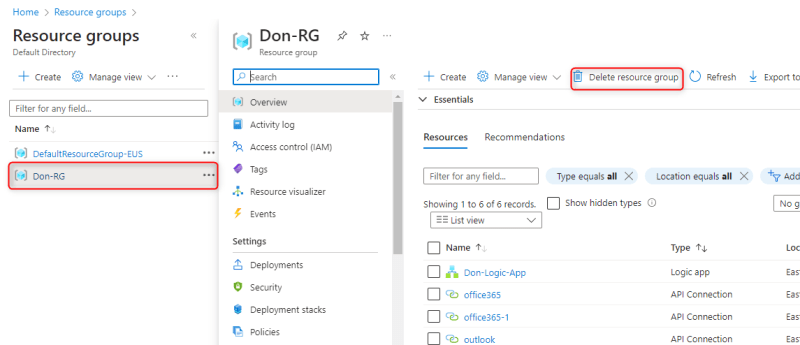 Home > Resource groups >
Resource groups «
Default Directory
+ Create Manage view ···
Filter for any field...
Name ↑↓
DefaultResourceGroup-EUS ···
Don-RG ···
Don-RG ···
Resource group
Search «
Overview
Activity log
Access control (IAM)
Tags
Resource visualizer
Events
Settings
Deployments
Security
Deployment stacks
Policies
+ Create Manage view Delete resource group Refresh Export to
Essentials
Resources Recommendations
Filter for any field... Type equals all × Location equals all × Add
Showing 1 to 6 of 6 records. Show hidden types No g
List view
Name ↑↓ Type ↑↓ Lo
Don-Logic-App Logic app East
office365 API Connection East
office365-1 API Connection East
outlook API Connection East